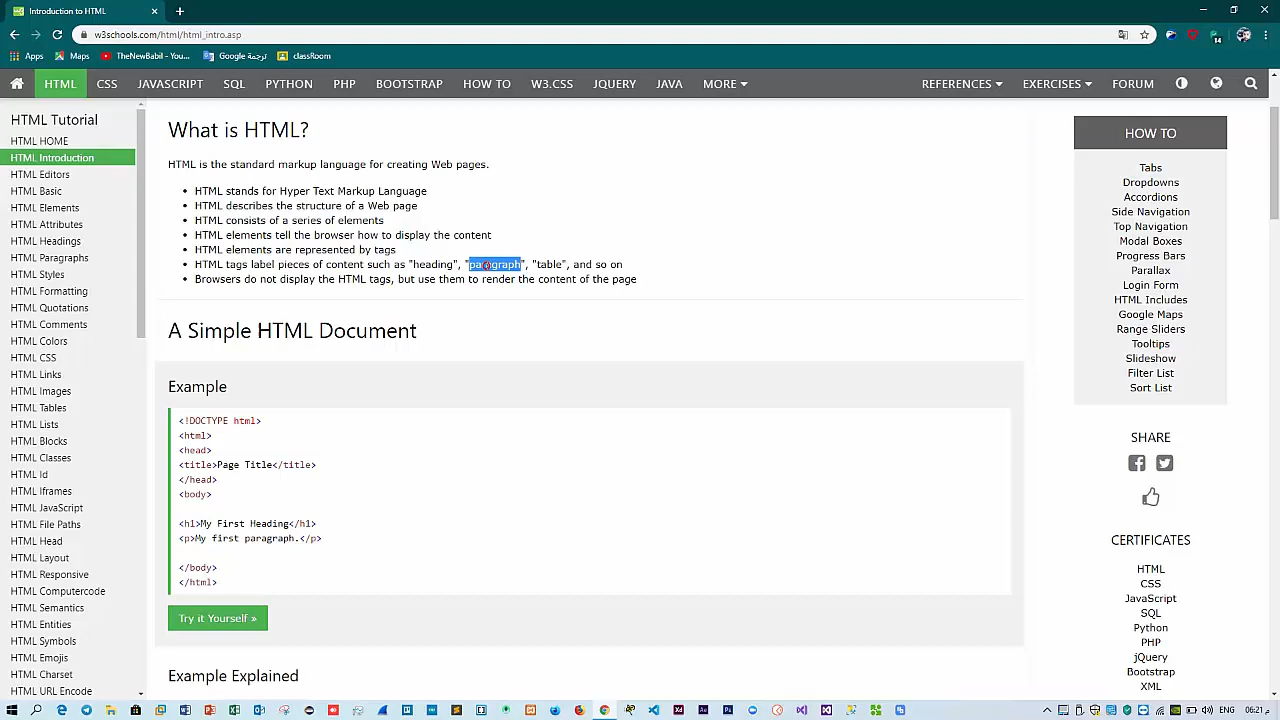 Introduction to HTML
w3schools.com/html/html_intro.asp
Apps
Maps
TheNewBabil - You...
ترجمة Google
classRoom
HTML
CSS
JAVASCRIPT
SQL
PYTHON
PHP
BOOTSTRAP
HOW TO
W3.CSS
JQUERY
JAVA
MORE
REFERENCES
EXERCISES
FORUM
HTML Tutorial
HTML HOME
HTML Introduction
HTML Editors
HTML Basic
HTML Elements
HTML Attributes
HTML Headings
HTML Paragraphs
HTML Styles
HTML Formatting
HTML Quotations
HTML Comments
HTML Colors
HTML CSS
HTML Links
HTML Images
HTML Tables
HTML Lists
HTML Blocks
HTML Classes
HTML Id
HTML Iframes
HTML JavaScript
HTML File Paths
HTML Head
HTML Layout
HTML Responsive
HTML Computercode
HTML Semantics
HTML Entities
HTML Symbols
HTML Emojis
HTML Charset
HTML URL Encode
What is HTML?
HTML is the standard markup language for creating Web pages.
HTML stands for Hyper Text Markup Language
HTML describes the structure of a Web page
HTML consists of a series of elements
HTML elements tell the browser how to display the content
HTML elements are represented by tags
HTML tags label pieces of content such as "heading", "paragraph", "table", and so on
Browsers do not display the HTML tags, but use them to render the content of the page
A Simple HTML Document
Example
<!DOCTYPE html>
<html>
<head>
<title>Page Title</title>
</head>
<body>
<h1>My First Heading</h1>
<p>My first paragraph.</p>
</body>
</html>
Try it Yourself »
Example Explained
HOW TO
Tabs
Dropdowns
Accordions
Side Navigation
Top Navigation
Modal Boxes
Progress Bars
Parallax
Login Form
HTML Includes
Google Maps
Range Sliders
Tooltips
Slideshow
Filter List
Sort List
SHARE
CERTIFICATES
HTML
CSS
JavaScript
SQL
Python
PHP
jQuery
Bootstrap
XML
ENG
06:21 م